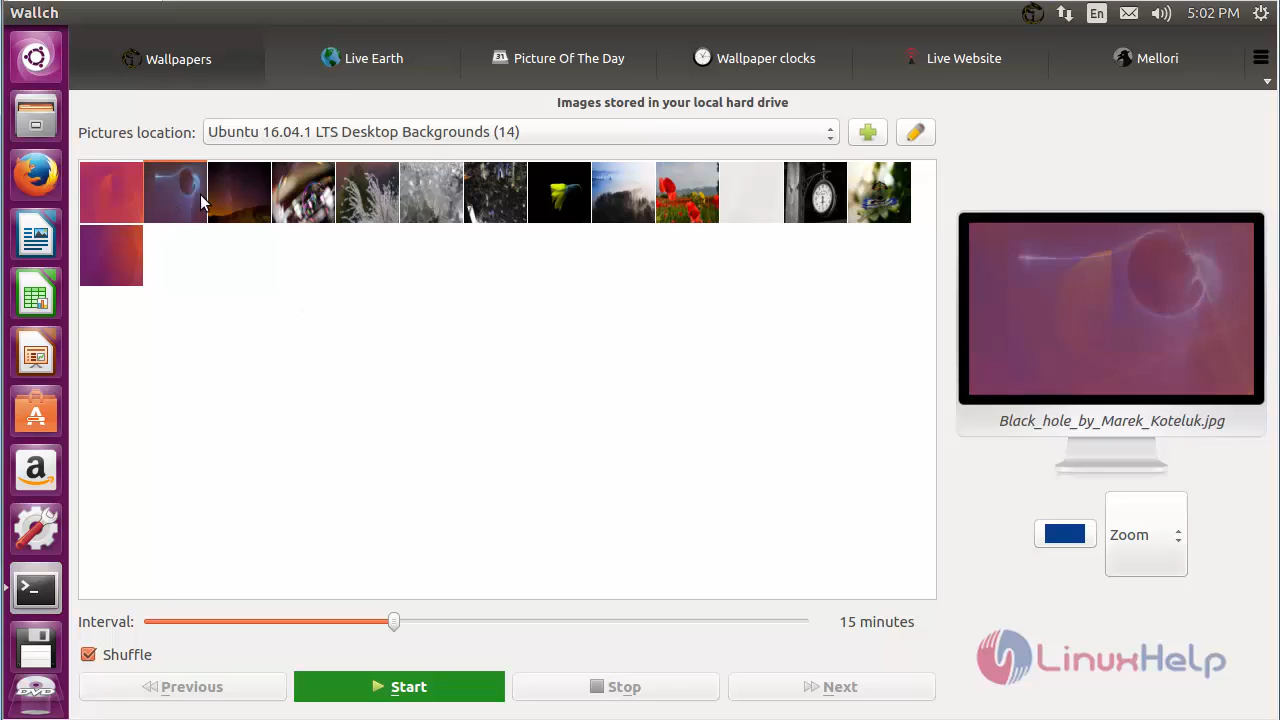 Wallch
En
5:02 PM
Wallpapers
Live Earth
31
Picture Of The Day
Wallpaper clocks
Live Website
Mellori
Images stored in your local hard drive
Pictures location:
Ubuntu 16.04.1 LTS Desktop Backgrounds (14)
Black_hole_by_Marek_Koteluk.jpg
Zoom
Interval:
15 minutes
Shuffle
Previous
Start
Stop
Next
LinuxHelp
DVD